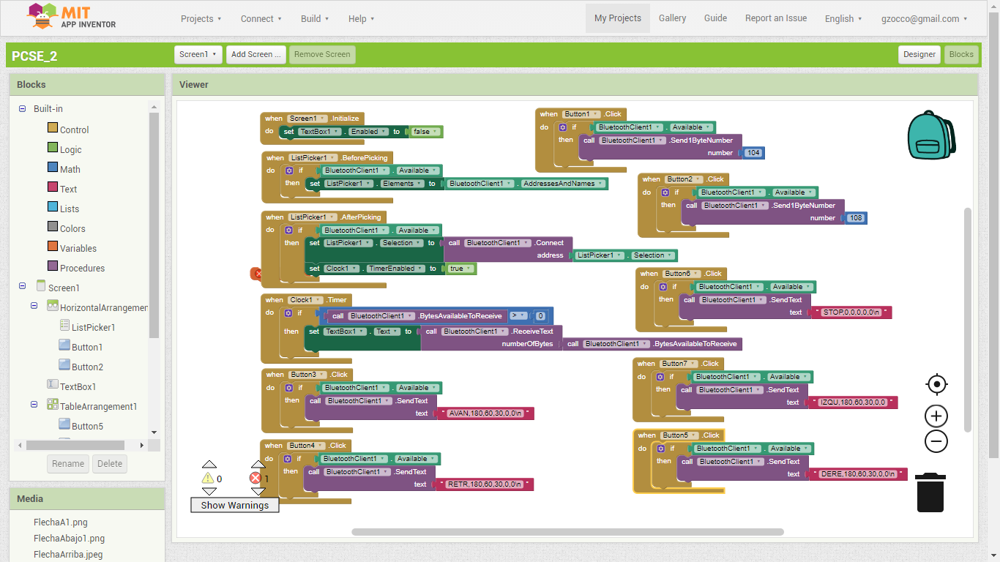 MIT
APP INVENTOR
Projects
Connect
Build
Help
My Projects
Gallery
Guide
Report an Issue
English
gzocco@gmail.com
PCSE_2
Screen1
Add Screen ...
Remove Screen
Designer
Blocks
Blocks
Built-in
Control
Logic
Math
Text
Lists
Colors
Variables
Procedures
Screen1
HorizontalArrangemer
ListPicker1
Button1
Button2
TextBox1
TableArrangement1
Button5
Rename
Delete
Media
FlechaA1.png
FlechaAbajo1.png
FlechaArriba.jpeg
Viewer
when Screen1 .Initialize
do set TextBox1 . Enabled to false
when ListPicker1 .BeforePicking
do if BluetoothClient1 . Available
then set ListPicker1 . Elements to BluetoothClient1 . AddressesAndNames
when ListPicker1 .AfterPicking
do if BluetoothClient1 . Available
then set ListPicker1 . Selection to call BluetoothClient1 .Connect
address ListPicker1 . Selection
set Clock1 . TimerEnabled to true
when Clock1 .Timer
do if call BluetoothClient1 .BytesAvailableToReceive > 0
then set TextBox1 . Text to call BluetoothClient1 .ReceiveText
numberOfBytes call BluetoothClient1 .BytesAvailableToReceive
when Button3 .Click
do if BluetoothClient1 . Available
then call BluetoothClient1 .SendText
text " AVAN,180,60,30,0,0\n "
when Button4 .Click
do if BluetoothClient1 . Available
then call BluetoothClient1 .SendText
text " RETR,180,60,30,0,0\n "
when Button1 .Click
do if BluetoothClient1 . Available
then call BluetoothClient1 .Send1ByteNumber
number 104
when Button2 .Click
do if BluetoothClient1 . Available
then call BluetoothClient1 .Send1ByteNumber
number 108
when Button6 .Click
do if BluetoothClient1 . Available
then call BluetoothClient1 .SendText
text " STOP,0,0,0,0,0\n "
when Button7 .Click
do if BluetoothClient1 . Available
then call BluetoothClient1 .SendText
text " IZQU,180,60,30,0,0 "
when Button5 .Click
do if BluetoothClient1 . Available
then call BluetoothClient1 .SendText
text " DERE,180,60,30,0,0\n "
0
1
Show Warnings